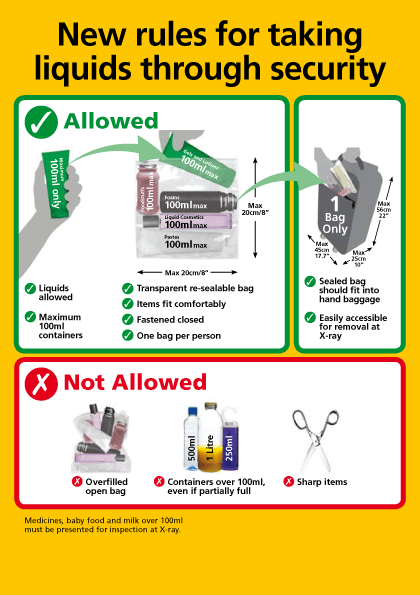 New rules for taking
liquids through security
Allowed
Maximum
100ml only
Liquids
allowed
Maximum
100ml
containers
Gels and Lotions
100ml max
100ml max
Foams
100ml max
Liquid Cosmetics
100ml max
Pastes
100ml max
Max
20cm/8"
Max 20cm/8"
Transparent re-sealable bag
Items fit comfortably
Fastened closed
One bag per person
1
Bag
Only
Max
56cm
22"
Max
45cm
17.7"
Max
25cm
10"
Sealed bag
should fit into
hand baggage
Easily accessible
for removal at
X-ray
Not Allowed
Overfilled
open bag
500ml
1 Litre
250ml
Containers over 100ml,
even if partially full
Sharp items
Medicines, baby food and milk over 100ml
must be presented for inspection at X-ray.